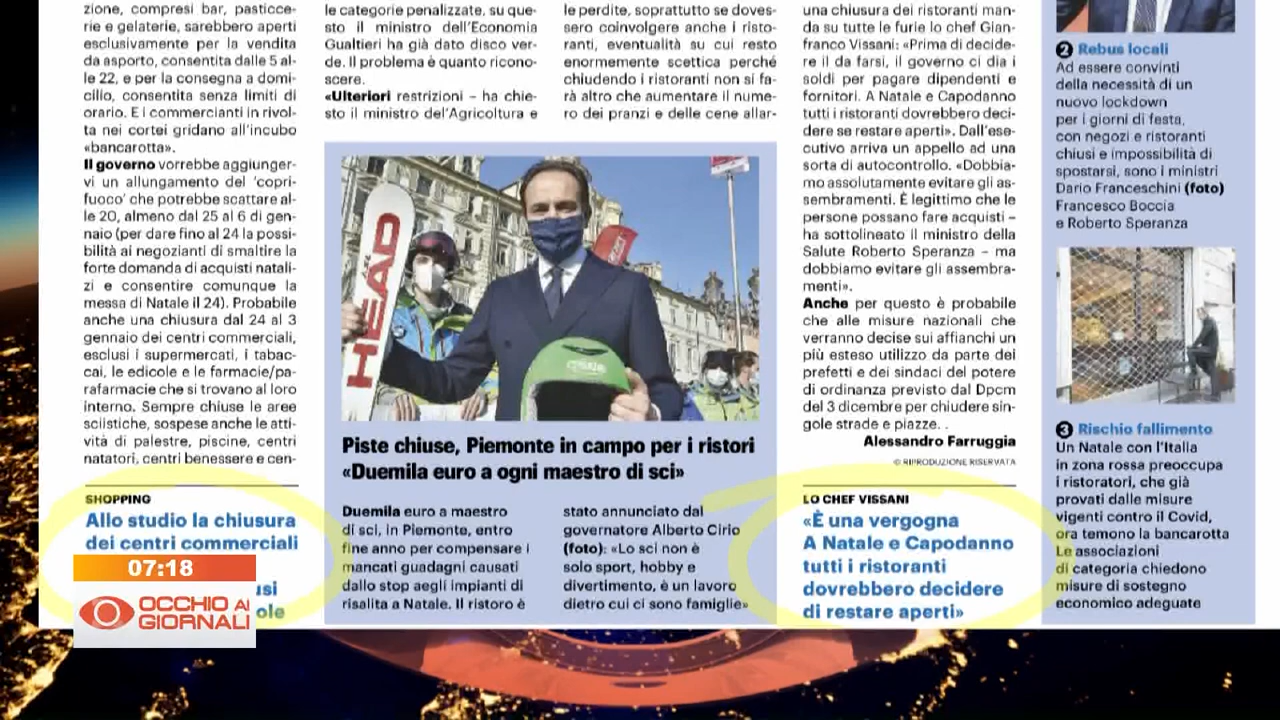 zione, compresi bar, pasticce-
rie e gelaterie, sarebbero aperti
esclusivamente per la vendita
da asporto, consentita dalle 5 al-
le 22, e per la consegna a domi-
cilio, consentita senza limiti di
orario. E i commercianti in rivol-
ta nei cortei gridano all'incubo
«bancarotta».
Il governo vorrebbe aggiunger-
vi un allungamento del 'copri-
fuoco' che potrebbe scattare al-
le 20, almeno dal 25 al 6 di gen-
naio (per dare fino al 24 la possi-
bilità ai negozianti di smaltire la
forte domanda di acquisti natali-
zi e consentire comunque la
messa di Natale il 24). Probabile
anche una chiusura dal 24 al 3
gennaio dei centri commerciali,
esclusi i supermercati, i tabac-
cai, le edicole e le farmacie/pa-
rafarmacie che si trovano al loro
interno. Sempre chiuse le aree
sciistiche, sospese anche le atti-
vità di palestre, piscine, centri
natatori, centri benessere e cen-
SHOPPING
Allo studio la chiusura
dei centri commerciali
usi
ole
07:18
OCCHIO AI
GIORNALI
le categorie penalizzate, su que-
sto il ministro dell'Economia
Gualtieri ha già dato disco ver-
de. Il problema è quanto ricono-
scere.
«Ulteriori restrizioni – ha chie-
sto il ministro del'Agricoltura e
le perdite, soprattutto se doves-
sero coinvolgere anche i risto-
ranti, eventualità su cui resto
enormemente scettica perché
chiudendo i ristoranti non si fa-
rà altro che aumentare il nume-
ro dei pranzi e delle cene allar-
HEAD
Piste chiuse, Piemonte in campo per i ristori
«Duemila euro a ogni maestro di sci»
Duemila euro a maestro
di sci, in Piemonte, entro
fine anno per compensare i
mancati guadagni causati
dallo stop aegli impianti di
risalita a Natale. Il ristoro è
stato annunciato dal
governatore Alberto Cirio
(foto): «Lo sci non è
solo sport, hobby e
divertimento, è un lavoro
dietro cui ci sono famiglie»
una chiusura dei ristoranti man-
da su tutte le furie lo chef Gian-
franco Vissani: «Prima di decide-
re il da farsi, il governo ci dia i
soldi per pagare dipendenti e
fornitori. A Natale e Capodanno
tutti i ristoranti dovrebbero deci-
dere se restare aperti». Dall'ese-
cutivo arriva un appello ad una
sorta di autocontrollo. «Dobbia-
mo assolutamente evitare gli as-
sembramenti. È legittimo che le
persone possano fare acquisti –
ha sottolineato il ministro della
Salute Roberto Speranza – ma
dobbiamo evitare gli assembra-
menti».
Anche per questo è probabile
che alle misure nazionali che
verranno decise sui affianchi un
più esteso utilizzo da parte dei
prefetti e dei sindaci del potere
di ordinanza previsto dal Dpcm
del 3 dicembre per chiudere sin-
gole strade e piazze. .
Alessandro Farruggia
© RIPRODUZIONE RISERVATA
LO CHEF VISSANI
«È una vergogna
A Natale e Capodanno
tutti i ristoranti
dovrebbero decidere
di restare aperti»
2 Rebus locali
Ad essere convinti
della necessità di un
nuovo lockdown
per i giorni di festa,
con negozi e ristoranti
chiusi e impossibilità di
spostarsi, sono i ministri
Dario Franceschini (foto)
Francesco Boccia
e Roberto Speranza
3 Rischio fallimento
Un Natale con l'Italia
in zona rossa preoccupa
i ristoratori, che già
provati dalle misure
vigenti contro il Covid,
ora temono la bancarotta
Le associazioni
di categoria chiedono
misure di sostegno
economico adeguate